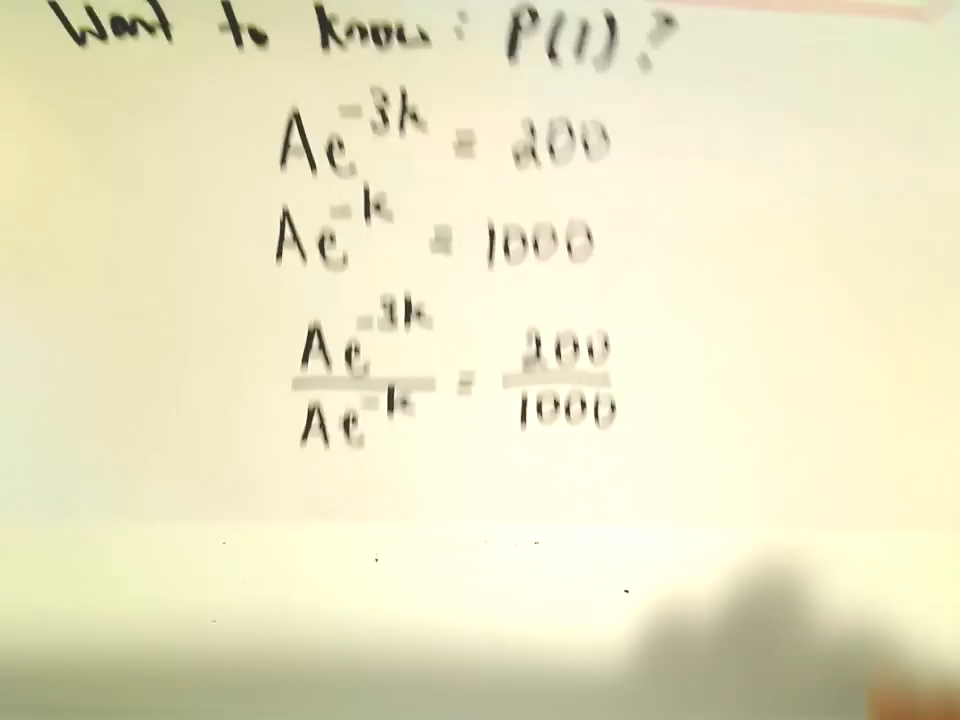 Want to know: P(1)?
Ae^-3k = 200
Ae^-k = 1000
Ae^-3k / Ae^-k = 200 / 1000